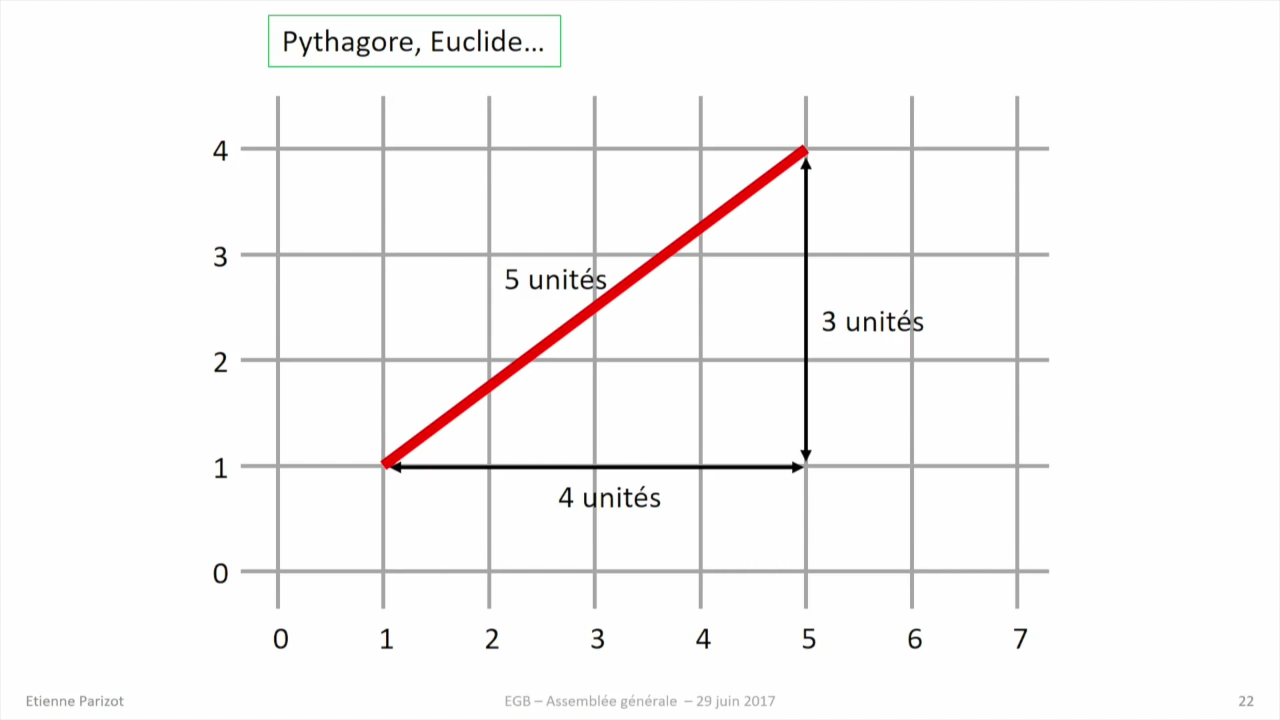 Pythagore, Euclide...
4
3
5 unités
3 unités
2
1
4 unités
0
0 1 2 3 4 5 6 7
Etienne Parizot
EGB – Assemblée générale – 29 juin 2017
22